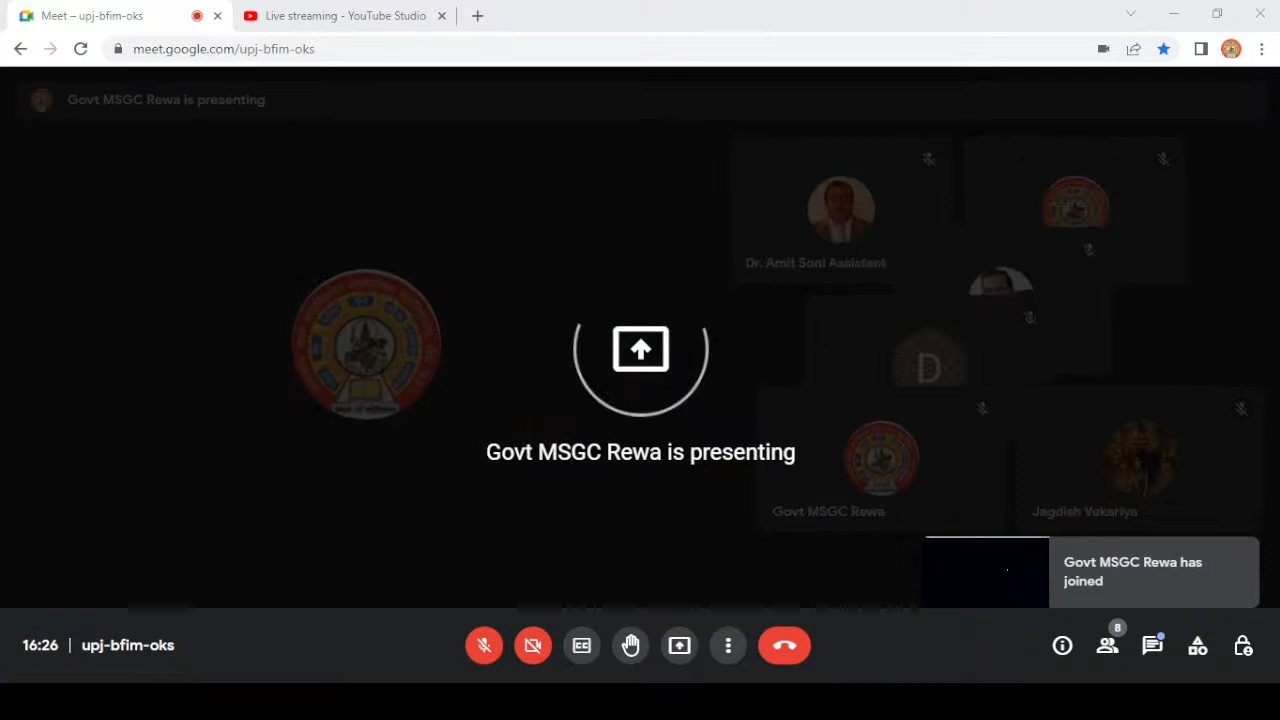 Meet – upj-bfim-oks
Live streaming - YouTube Studio
meet.google.com/upj-bfim-oks
Govt MSGC Rewa is presenting
Dr. Amit Soni Assistent
D
Govt MSGC Rewa is presenting
Govt MSGC Rewa
Jagdish Vekariya
Govt MSGC Rewa has
joined
16:26 | upj-bfim-oks
CC
8